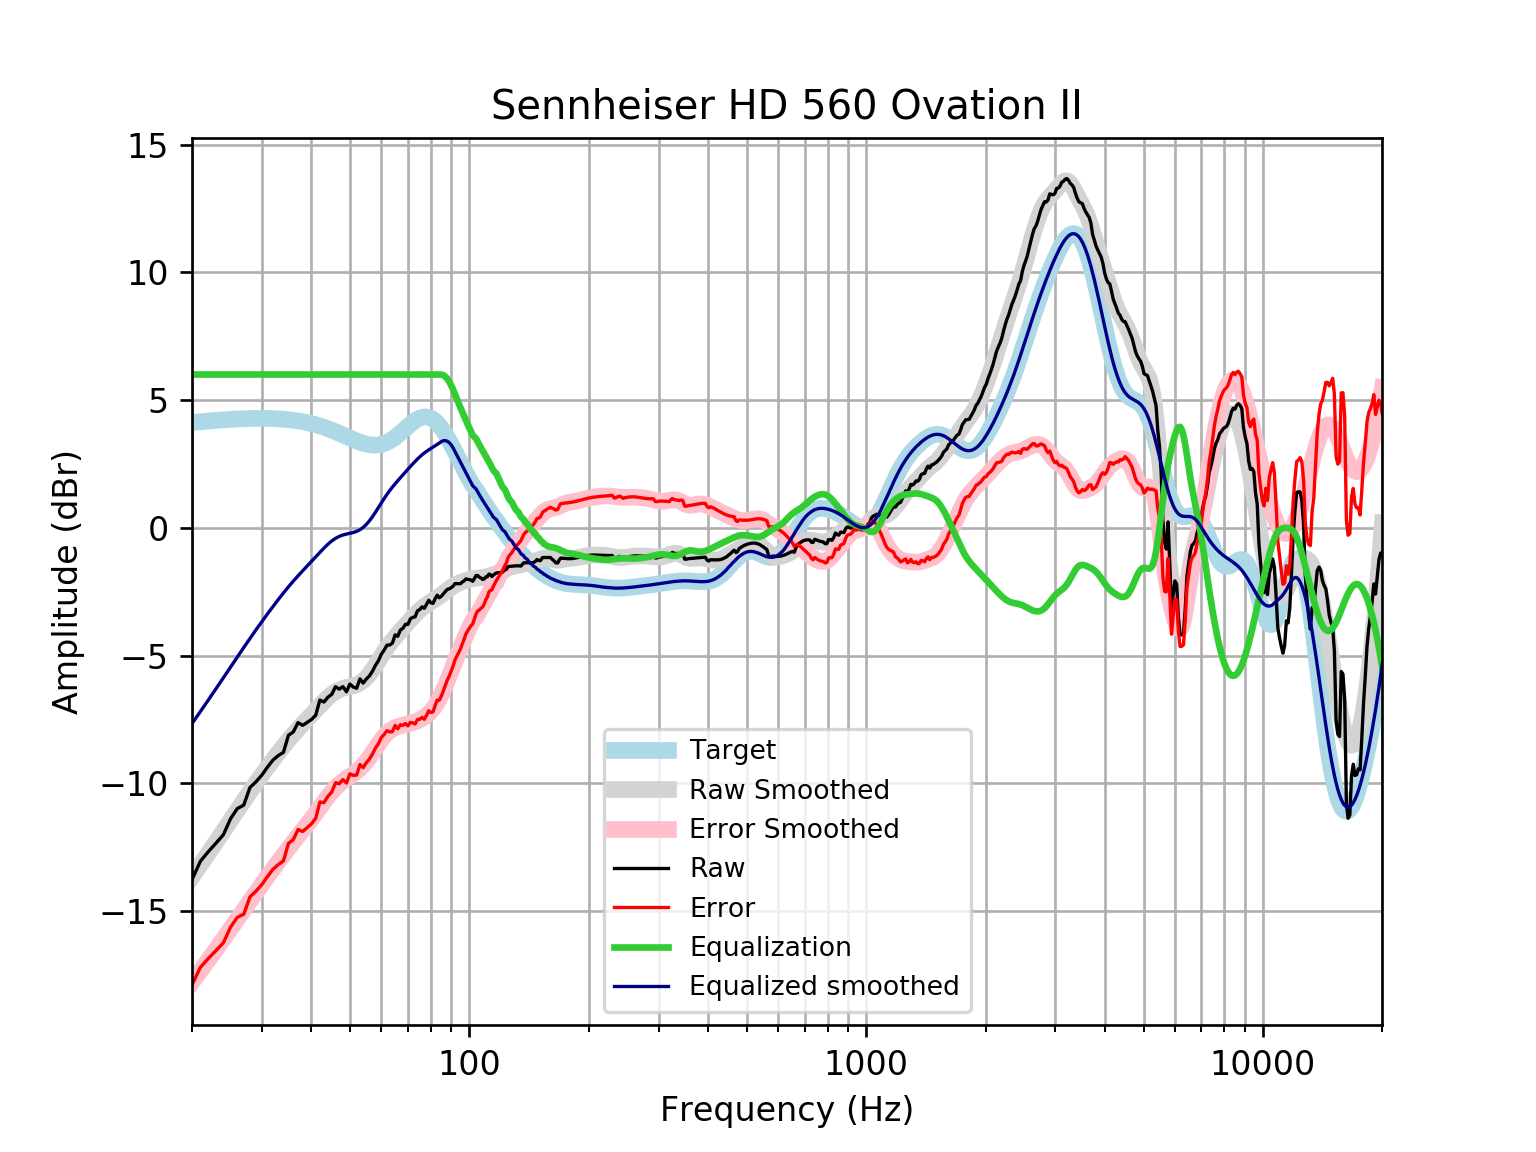 Sennheiser HD 560 Ovation II
15
10
5
0
−5
−10
−15
Amplitude (dBr)
Target
Raw Smoothed
Error Smoothed
Raw
Error
Equalization
Equalized smoothed
100 1000 10000
Frequency (Hz)